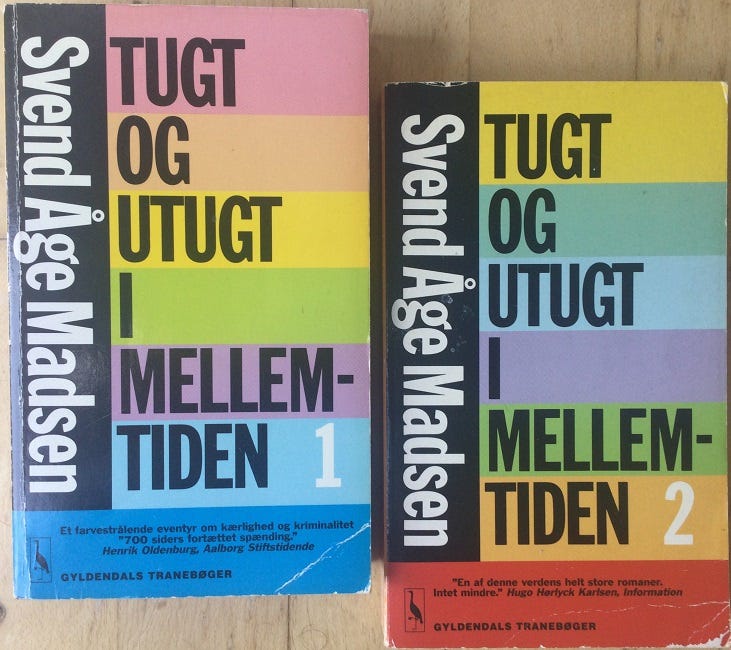 Svend Åge Madsen
TUGT
OG
UTUGT
I
MELLEM-
TIDEN 1
Et farvestrålende eventyr om kærlighed og kriminalitet
"700 siders fortættet spænding."
Henrik Oldenburg, Aalborg Stiftstidende
GYLDENDALS TRANEBØGER
Svend Åge Madsen
TUGT
OG
UTUGT
I
MELLEM-
TIDEN 2
"En af denne verdens helt store romaner.
Intet mindre." Hugo Hørlyck Karlsen, Information
GYLDENDALS TRANEBØGER